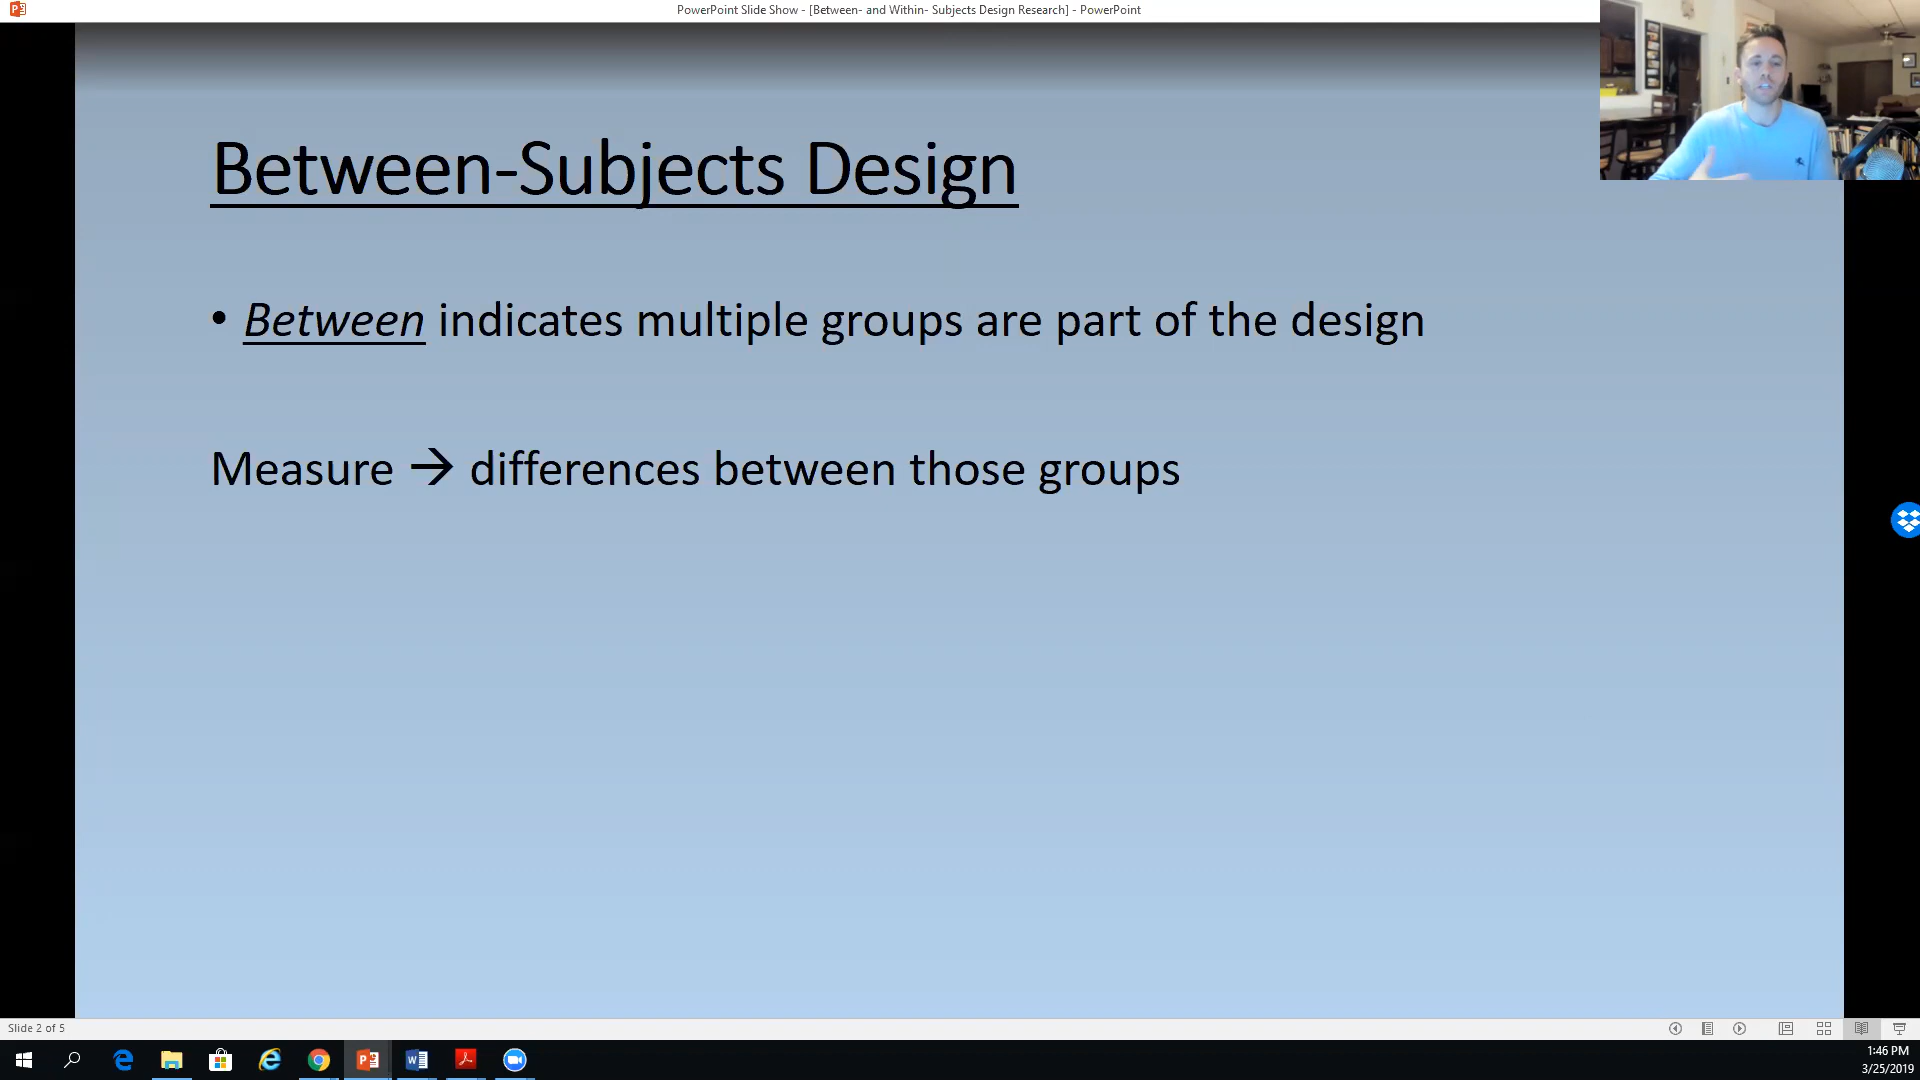 PowerPoint Slide Show - [Between- and Within- Subjects Design Research] - PowerPoint
Between-Subjects Design
• Between indicates multiple groups are part of the design
Measure → differences between those groups
Slide 2 of 5
1:46 PM
3/25/2019